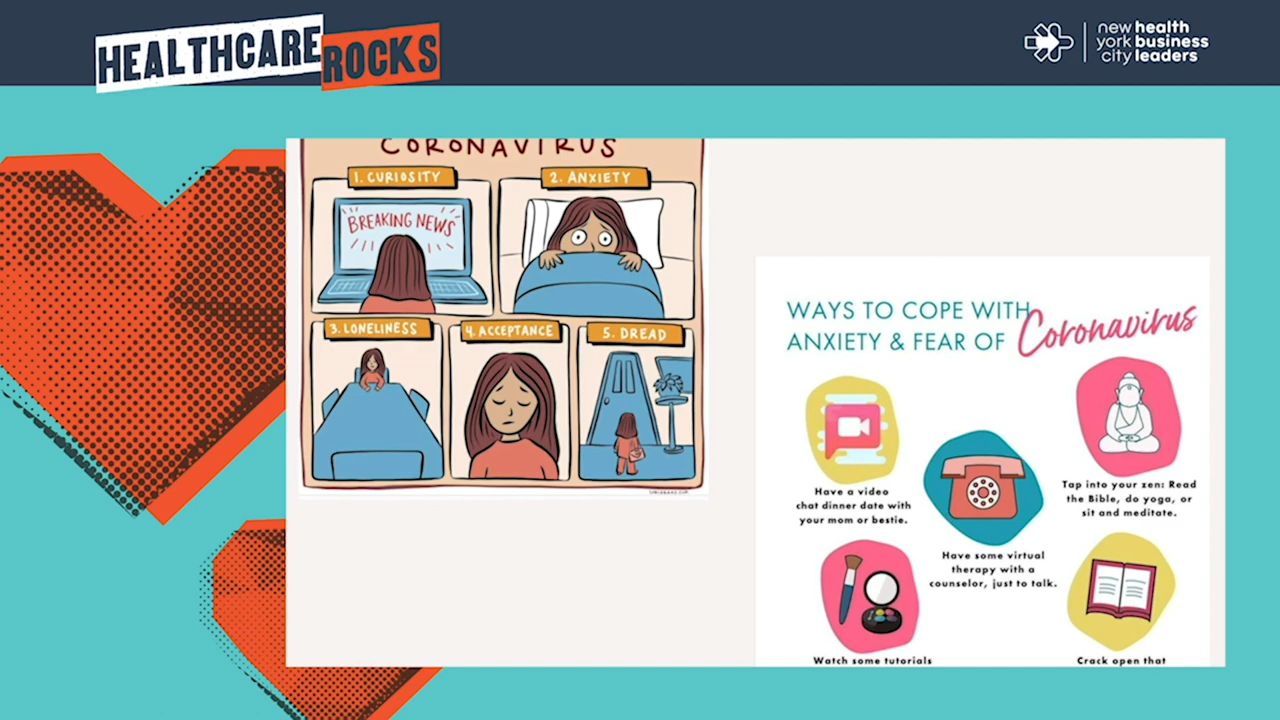 HEALTHCARE
ROCKS
new health
york business
city leaders
CORONAVIRUS
1. CURIOSITY
2. ANXIETY
BREAKING NEWS
3. LONELINESS
4. ACCEPTANCE
5. DREAD
WAYS TO COPE WITH
ANXIETY & FEAR OF Coronavirus
Have a video
chat dinner date with
your mom or bestie.
Tap into your zen: Read
the Bible, do yoga, or
sit and meditate.
Have some virtual
therapy with a
counselor, just to talk.
Watch some tutorials
Crack open that